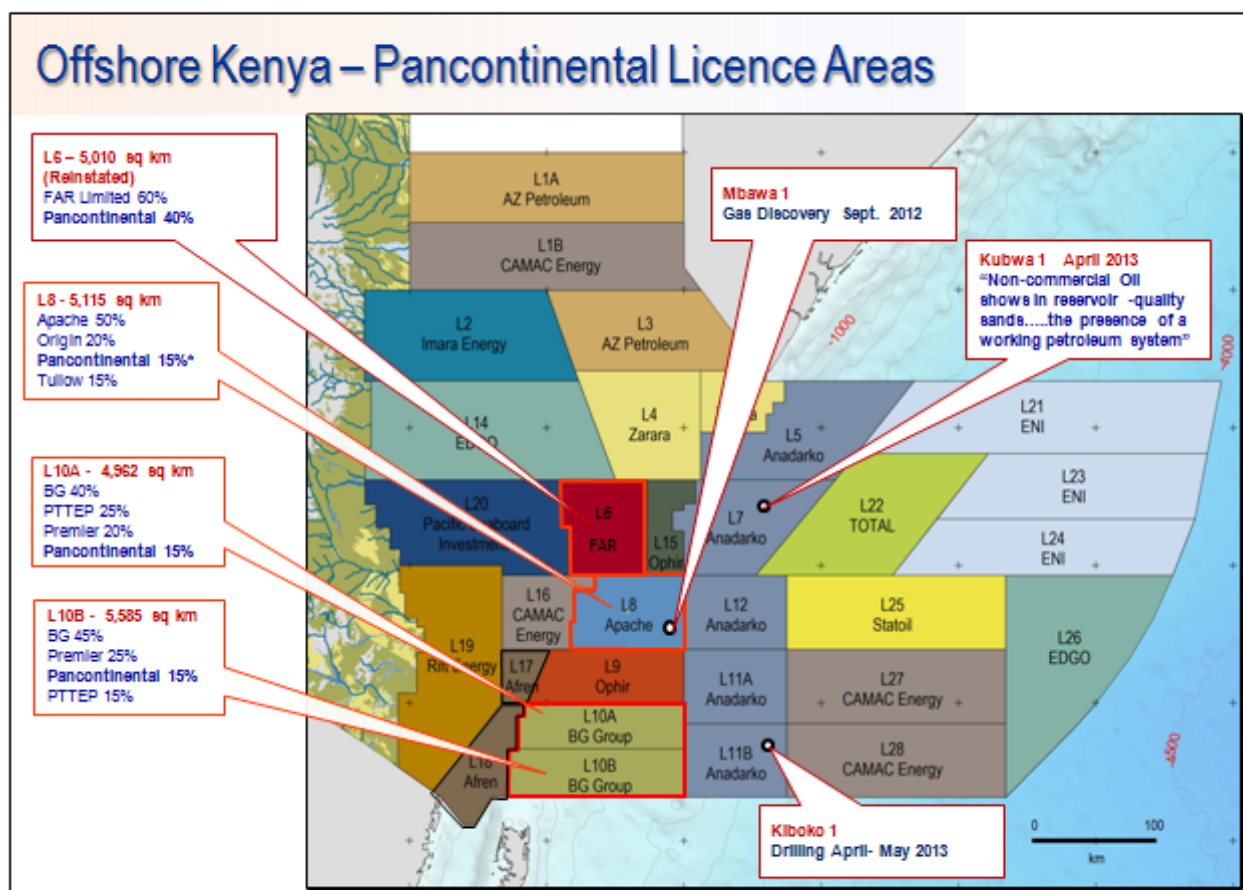 Offshore Kenya – Pancontinental Licence Areas
L6 – 5,010 sq km
(Reinstated)
FAR Limited 60%
Pancontinental 40%
L8 - 5,115 sq km
Apache 50%
Origin 20%
Pancontinental 15%*
Tullow 15%
L10A - 4,962 sq km
BG 40%
PTTEP 25%
Premier 20%
Pancontinental 15%
L10B - 5,585 sq km
BG 45%
Premier 25%
Pancontinental 15%
PTTEP 15%
Mbawa 1
Gas Discovery Sept. 2012
Kubwa 1 April 2013
“Non-commercial Oil
shows in reservoir -quality
sands.....the presence of a
working petroleum system”
Kiboko 1
Drilling April- May 2013
L1A
AZ Petroleum
L1B
CAMAC Energy
L2
Imara Energy
L3
AZ Petroleum
-1000
-4000
L14
EDGO
L4
Zarara
L5
Anadarko
L21
ENI
L20
Pacific
Investment
L6
FAR
L15
Ophir
L7
Anadarko
L22
TOTAL
L23
ENI
L24
ENI
L16
CAMAC
Energy
L8
Apache
L12
Anadarko
L25
Statoil
L26
EDGO
L19
Energy
L17
Afren
L9
Ophir
L11A
Anadarko
L27
CAMAC Energy
L10A
BG Group
L18
Afren
L10B
BG Group
L11B
Anadarko
L28
CAMAC Energy
-4500
0 100
km